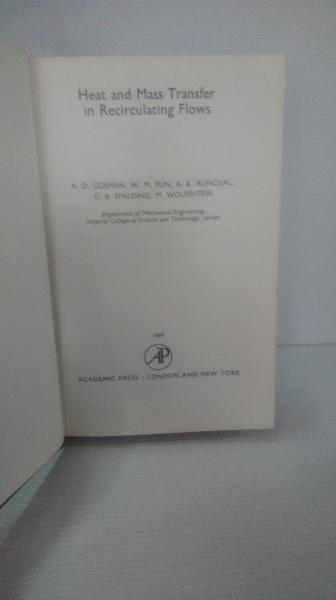 Heat and Mass Transfer
in Recirculating Flows
A. D. GOSMAN, W. M. PUN, A. K. RUNCHAL,
D. B. SPALDING, M. WOLFSHTEIN
Department of Mechanical Engineering,
Imperial College of Science and Technology, London
1969
AP
ACADEMIC PRESS · LONDON AND NEW YORK